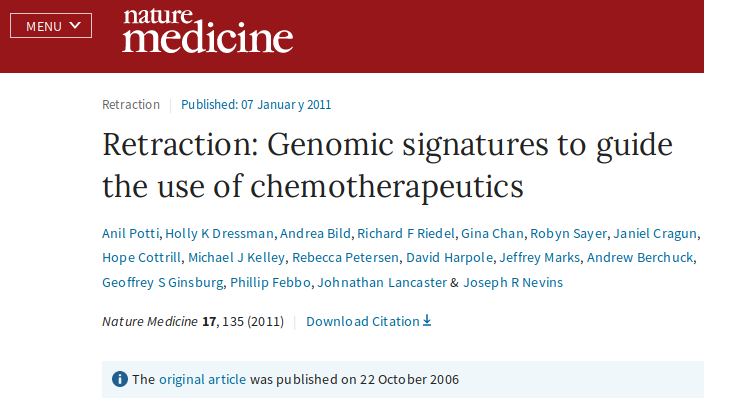 MENU
nature
medicine
Retraction | Published: 07 January 2011
Retraction: Genomic signatures to guide
the use of chemotherapeutics
Anil Potti, Holly K Dressman, Andrea Bild, Richard F Riedel, Gina Chan, Robyn Sayer, Janiel Cragun,
Hope Cottrill, Michael J Kelley, Rebecca Petersen, David Harpole, Jeffrey Marks, Andrew Berchuck,
Geoffrey S Ginsburg, Phillip Febbo, Johnathan Lancaster & Joseph R Nevins
Nature Medicine 17, 135 (2011) | Download Citation
The original article was published on 22 October 2006